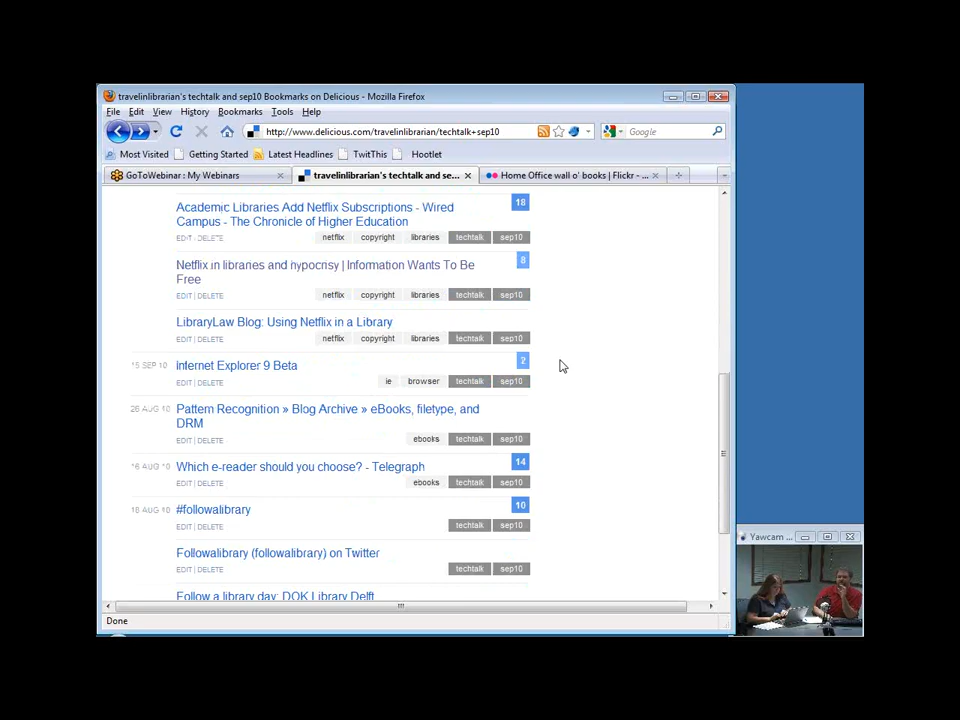 travelinlibrarian's techtalk and sep10 Bookmarks on Delicious - Mozilla Firefox
File Edit View History Bookmarks Tools Help
http://www.delicious.com/travelinlibrarian/techtalk+sep10 Google
Most Visited Getting Started Latest Headlines TwitThis Hootlet
GoToWebinar : My Webinars travelinlibrarian's techtalk and se... Home Office wall o' books | Flickr - ...
Academic Libraries Add Netflix Subscriptions - Wired 18
Campus - The Chronicle of Higher Education
EDIT | DELETE netflix copyright libraries techtalk sep10
Netflix in libraries and hypocrisy | Information Wants To Be 8
Free
EDIT | DELETE netflix copyright libraries techtalk sep10
LibraryLaw Blog: Using Netflix in a Library
EDIT | DELETE netflix copyright libraries techtalk sep10
15 SEP 10 Internet Explorer 9 Beta 2
EDIT | DELETE ie browser techtalk sep10
26 AUG 10 Pattern Recognition » Blog Archive » eBooks, filetype, and
DRM
EDIT | DELETE ebooks techtalk sep10
16 AUG 10 Which e-reader should you choose? - Telegraph 14
EDIT | DELETE ebooks techtalk sep10
AUG 10 #followalibrary 10
EDIT | DELETE techtalk sep10
Followalibrary (followalibrary) on Twitter
EDIT | DELETE techtalk sep10
Follow a library day: DOK Library Delft
Done
Yawcam ...